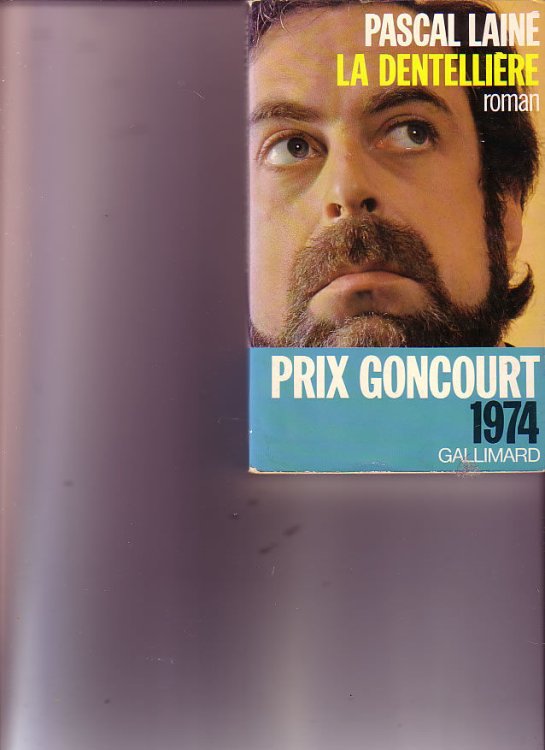 PASCAL LAINÉ
LA DENTELLIÈRE
roman
PRIX GONCOURT
1974
GALLIMARD